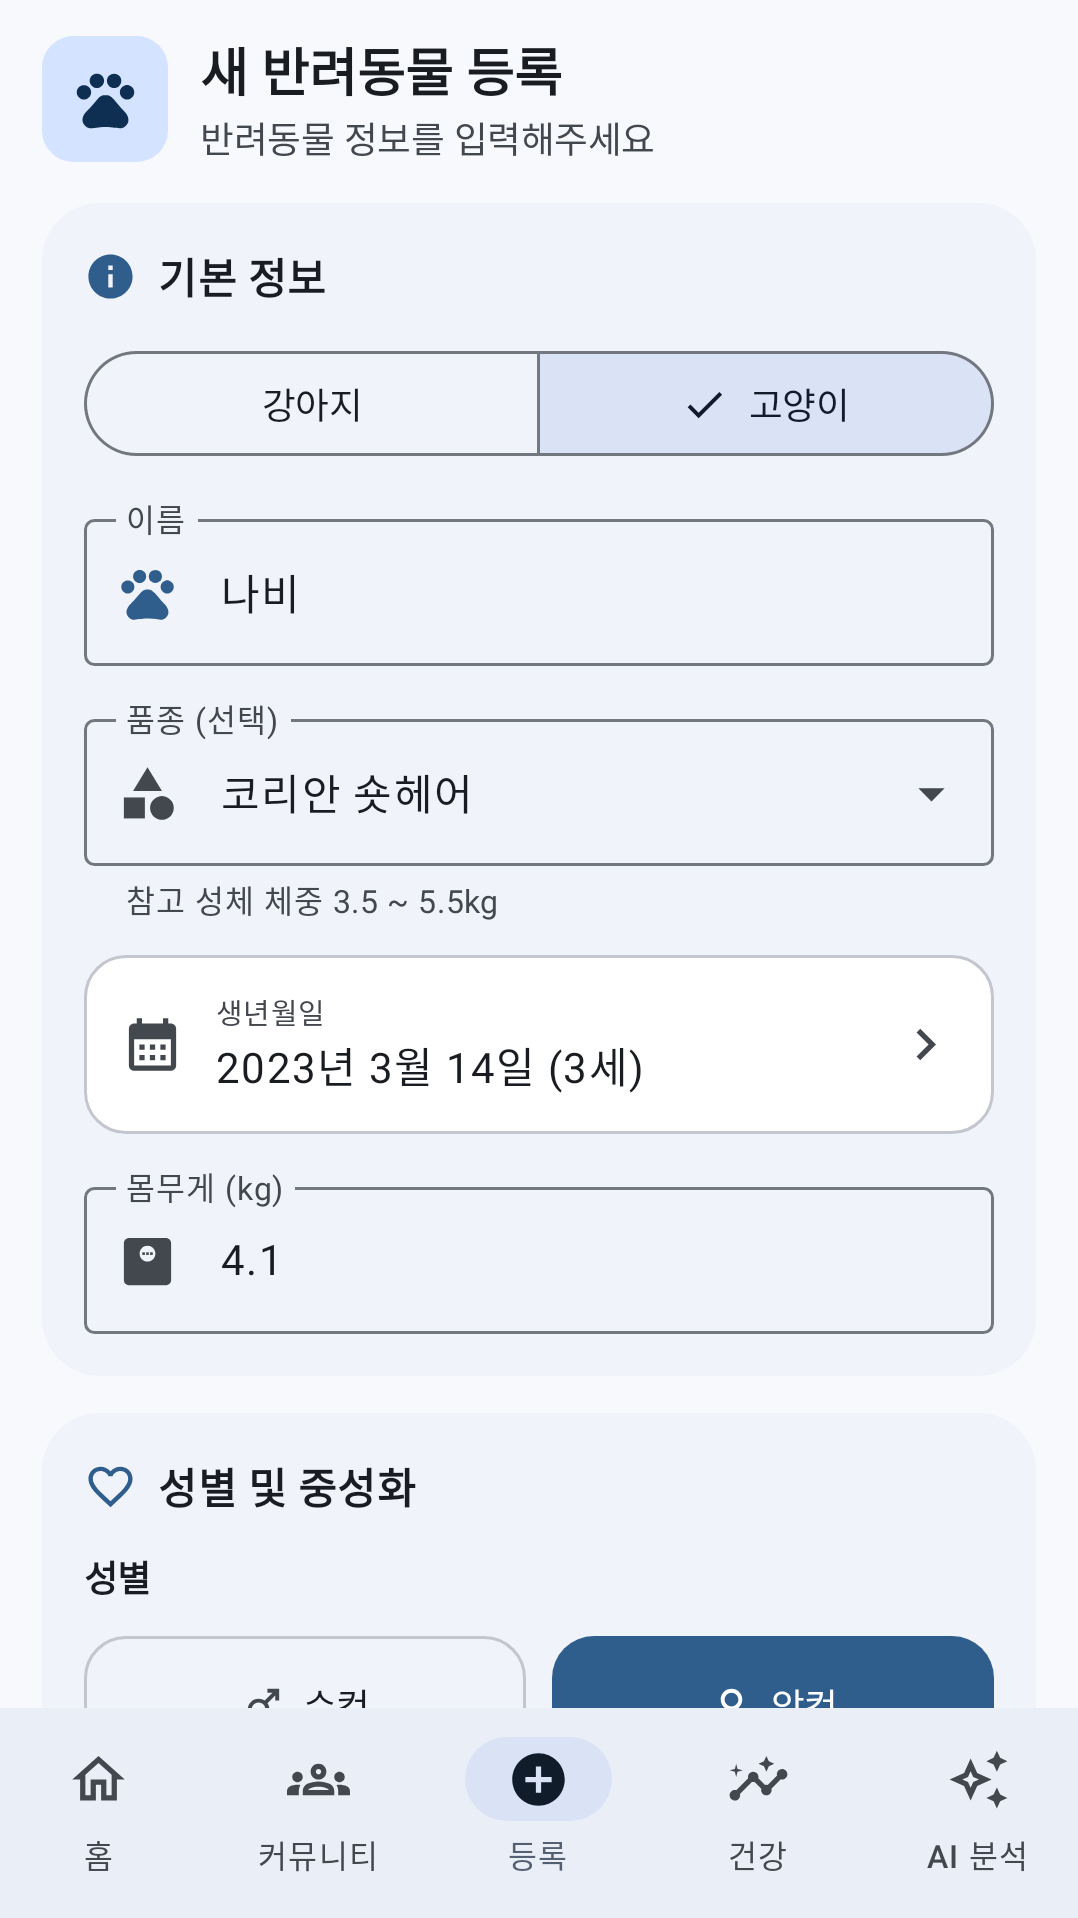 새 반려동물 등록
반려동물 정보를 입력해주세요
기본 정보
강아지
고양이
이름
나비
품종 (선택)
코리안 숏헤어
참고 성체 체중 3.5 ~ 5.5kg
생년월일
2023년 3월 14일 (3세)
몸무게 (kg)
4.1
성별 및 중성화
성별
수컷
암컷
홈
커뮤니티
등록
건강
AI 분석